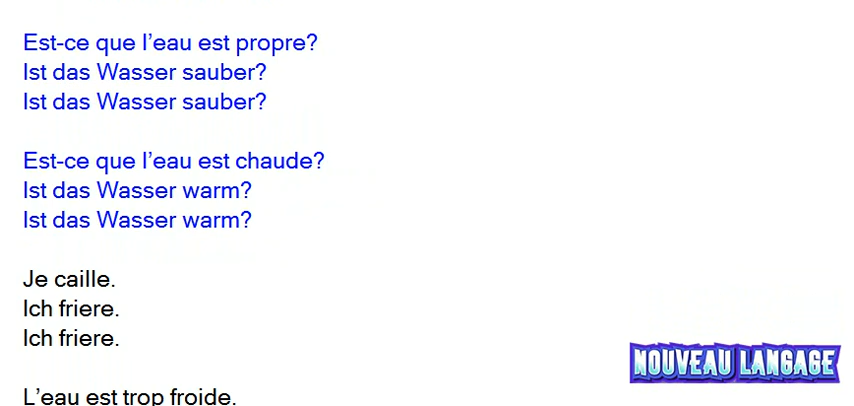 Est-ce que l’eau est propre?
Ist das Wasser sauber?
Ist das Wasser sauber?
Est-ce que l’eau est chaude?
Ist das Wasser warm?
Ist das Wasser warm?
Je caille.
Ich friere.
Ich friere.
NOUVEAU LANGAGE
L’eau est trop froide.